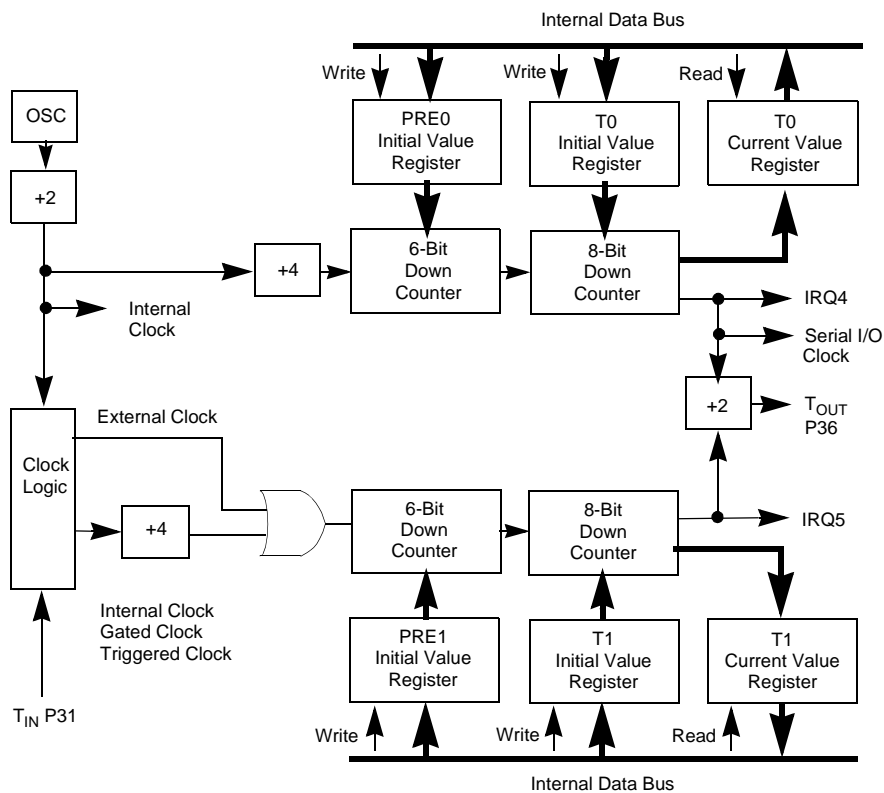 Internal Data Bus
Write
Write
Read
OSC
PRE0
Initial Value
Register
T0
Initial Value
Register
T0
Current Value
Register
+2
+4
6-Bit
Down
Counter
8-Bit
Down
Counter
Internal
Clock
IRQ4
Serial I/O
Clock
+2
TOUT
P36
External Clock
Clock
Logic
+4
6-Bit
Down
Counter
8-Bit
Down
Counter
IRQ5
Internal Clock
Gated Clock
Triggered Clock
PRE1
Initial Value
Register
T1
Initial Value
Register
T1
Current Value
Register
TIN P31
Write
Write
Read
Internal Data Bus